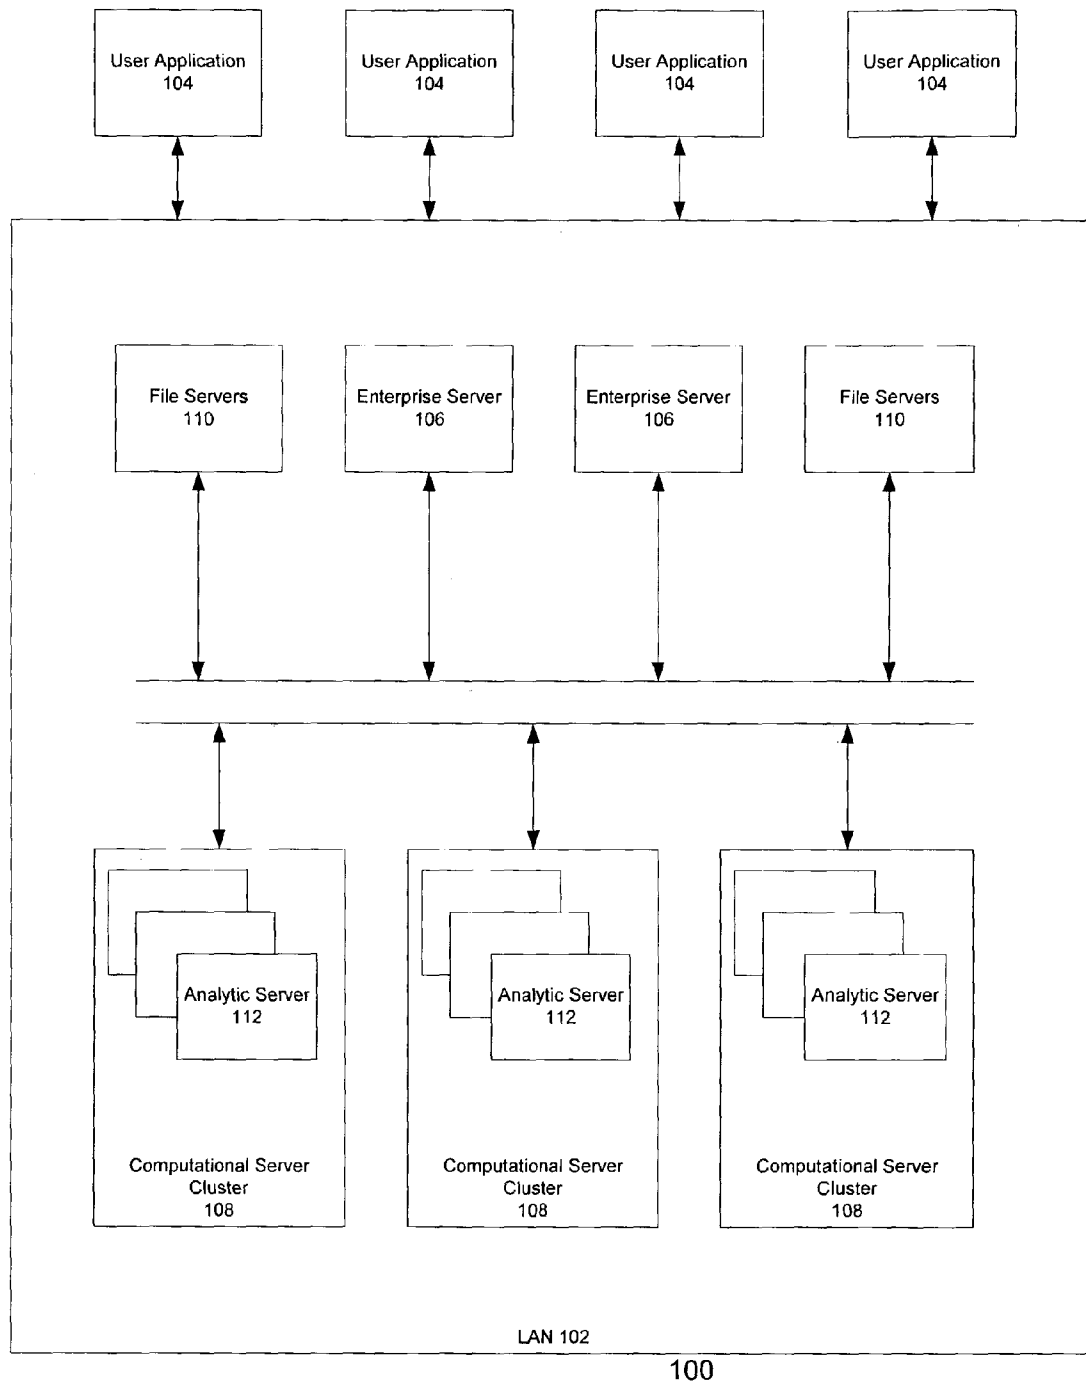 User Application
104
User Application
104
User Application
104
User Application
104
File Servers
110
Enterprise Server
106
Enterprise Server
106
File Servers
110
Analytic Server
112
Analytic Server
112
Analytic Server
112
Computational Server
Cluster
108
Computational Server
Cluster
108
Computational Server
Cluster
108
LAN 102
100